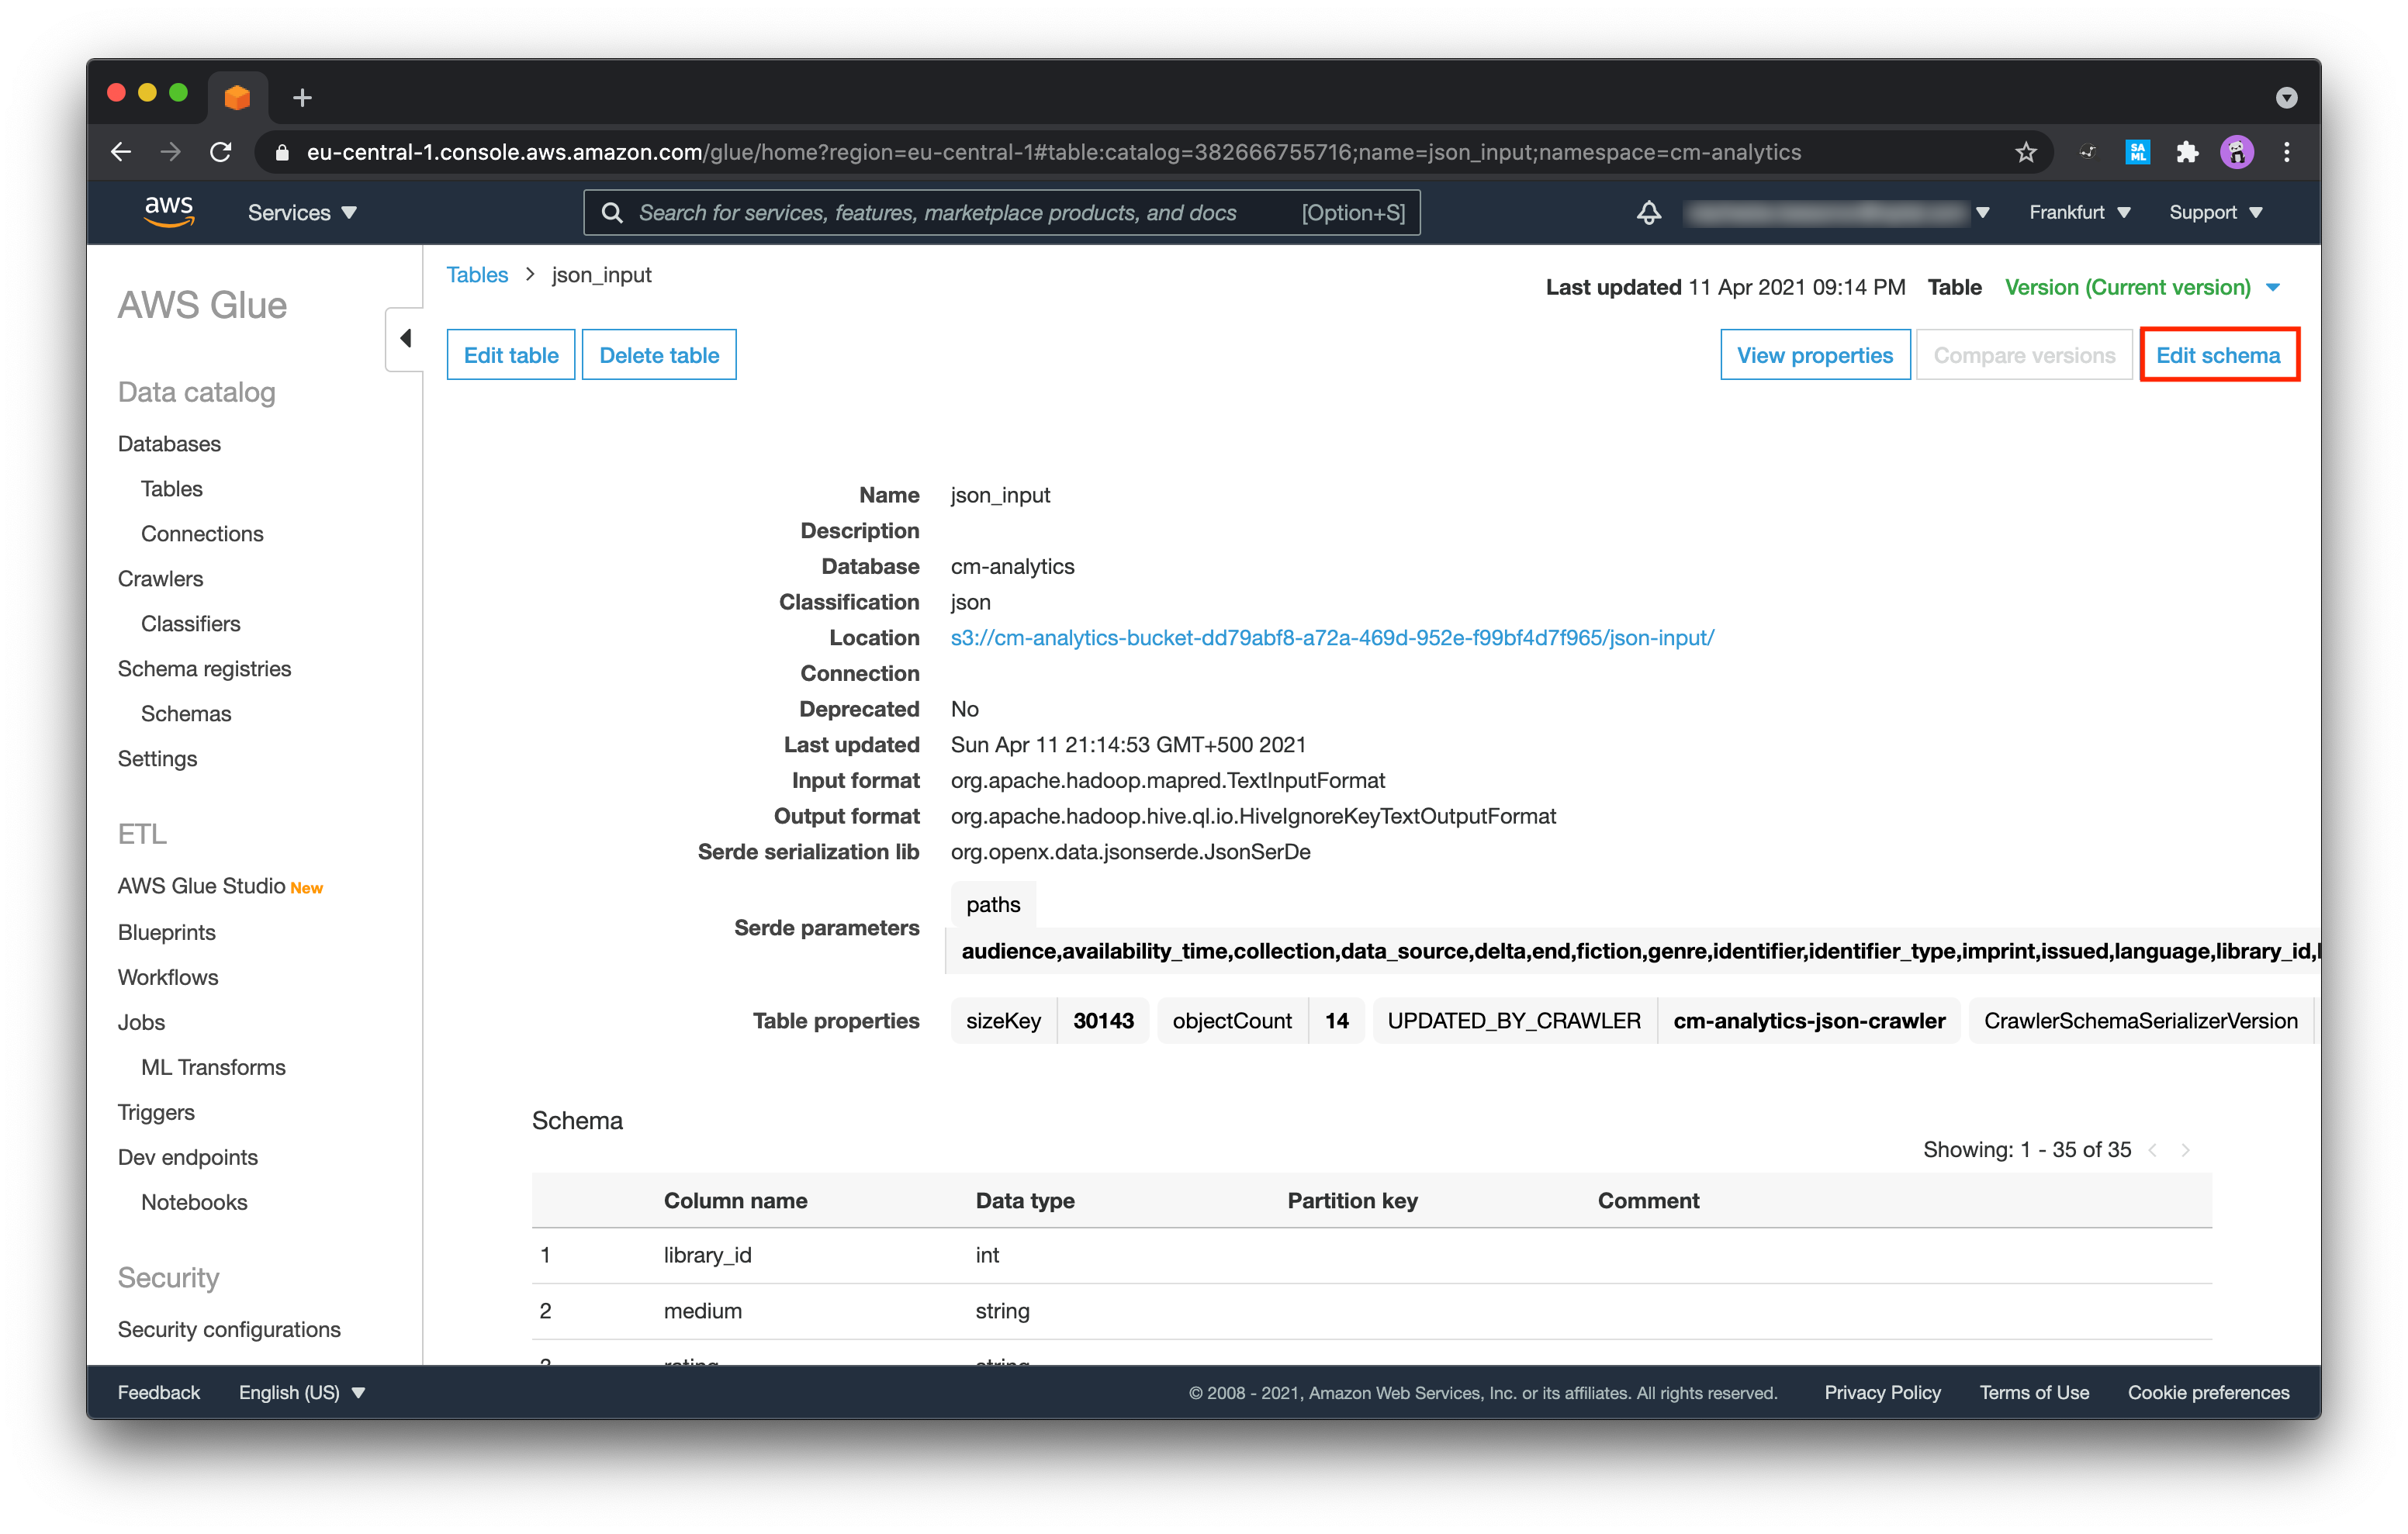 eu-central-1.console.aws.amazon.com/glue/home?region=eu-central-1#table:catalog=382666755716;name=json_input;namespace=cm-analytics
SA
ML
aws
Services
Search for services, features, marketplace products, and docs [Option+S]
Frankfurt
Support
AWS Glue
Data catalog
Databases
Tables
Connections
Crawlers
Classifiers
Schema registries
Schemas
Settings
ETL
AWS Glue Studio New
Blueprints
Workflows
Jobs
ML Transforms
Triggers
Dev endpoints
Notebooks
Security
Security configurations
Tables > json_input
Last updated 11 Apr 2021 09:14 PM Table Version (Current version)
Edit table
Delete table
View properties
Compare versions
Edit schema
Name json_input
Description
Database cm-analytics
Classification json
Location s3://cm-analytics-bucket-dd79abf8-a72a-469d-952e-f99bf4d7f965/json-input/
Connection
Deprecated No
Last updated Sun Apr 11 21:14:53 GMT+500 2021
Input format org.apache.hadoop.mapred.TextInputFormat
Output format org.apache.hadoop.hive.ql.io.HiveIgnoreKeyTextOutputFormat
Serde serialization lib org.openx.data.jsonserde.JsonSerDe
Serde parameters paths
audience,availability_time,collection,data_source,delta,end,fiction,genre,identifier,identifier_type,imprint,issued,language,library_id,
Table properties sizeKey 30143 objectCount 14 UPDATED_BY_CRAWLER cm-analytics-json-crawler CrawlerSchemaSerializerVersion
Schema
Showing: 1 - 35 of 35 < >
Column name Data type Partition key Comment
1 library_id int
2 medium string
Feedback
English (US)
© 2008 - 2021, Amazon Web Services, Inc. or its affiliates. All rights reserved.
Privacy Policy
Terms of Use
Cookie preferences